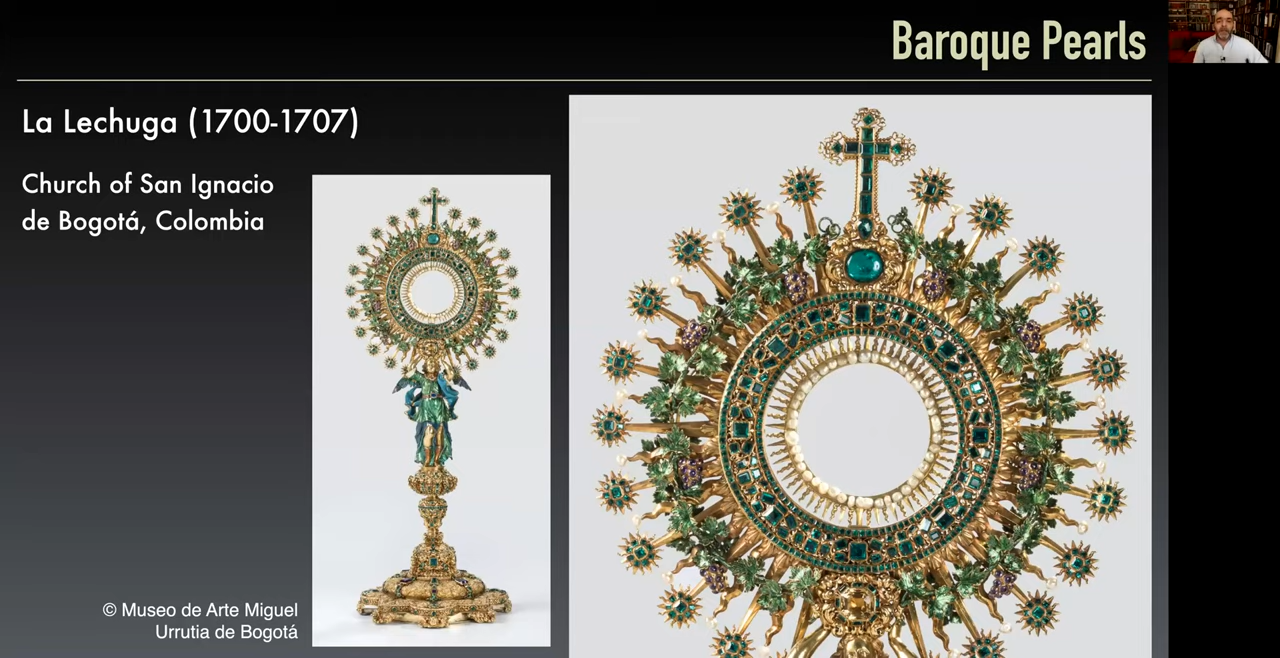 Baroque Pearls
La Lechuga (1700-1707)
Church of San Ignacio
de Bogotá, Colombia
© Museo de Arte Miguel
Urrutia de Bogotá